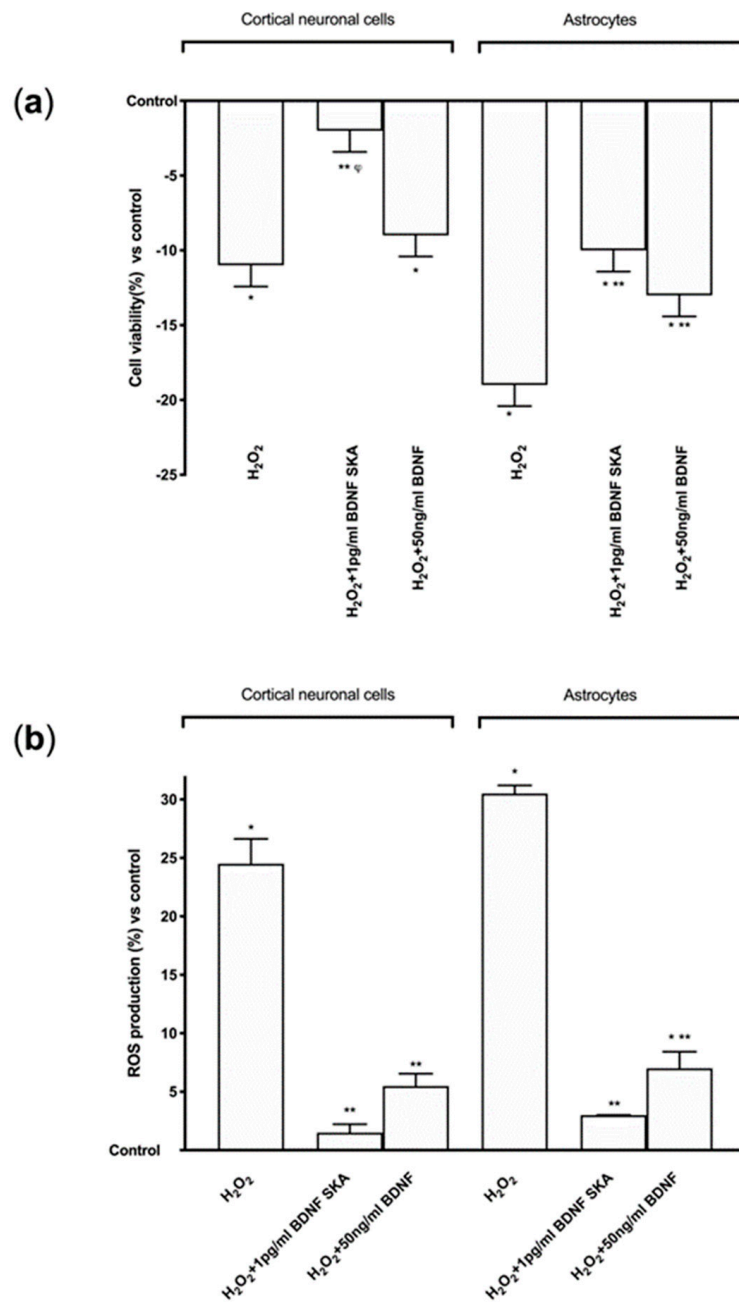 Cortical neuronal cells
Astrocytes
(a)
Control
-5
-10
-15
-20
-25
Cell viability(%) vs control
* ** φ * * * ** * **
H₂O₂
H₂O₂+1pg/ml BDNF SKA
H₂O₂+50ng/ml BDNF
H₂O₂
H₂O₂+1pg/ml BDNF SKA
H₂O₂+50ng/ml BDNF
Cortical neuronal cells
Astrocytes
(b)
30
25
20
15
10
5
Control
ROS production (%) vs control
* ** ** * ** * **
H₂O₂
H₂O₂+1pg/ml BDNF SKA
H₂O₂+50ng/ml BDNF
H₂O₂
H₂O₂+1pg/ml BDNF SKA
H₂O₂+50ng/ml BDNF